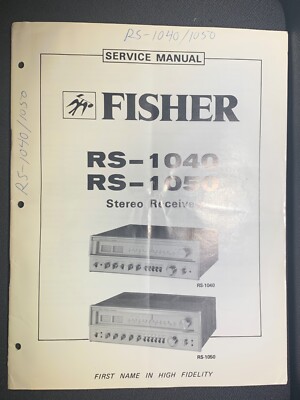 RS-1040/1050
SERVICE MANUAL
FISHER
RS-1040
RS-1050
Stereo Receiver
RS-1040/1050
RS-1040
RS-1050
FIRST NAME IN HIGH FIDELITY